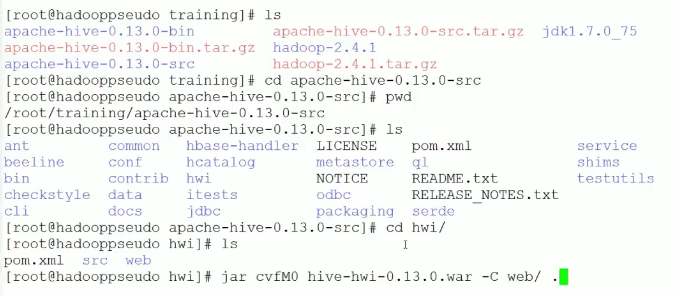 [root@hadooppseudo training]# ls
apache-hive-0.13.0-bin apache-hive-0.13.0-src.tar.gz jdk1.7.0_75
apache-hive-0.13.0-bin.tar.gz hadoop-2.4.1
apache-hive-0.13.0-src hadoop-2.4.1.tar.gz
[root@hadooppseudo training]# cd apache-hive-0.13.0-src
[root@hadooppseudo apache-hive-0.13.0-src]# pwd
/root/training/apache-hive-0.13.0-src
[root@hadooppseudo apache-hive-0.13.0-src]# ls
ant common hbase-handler LICENSE pom.xml service
beeline conf hcatalog metastore ql shims
bin contrib hwi NOTICE README.txt testutils
checkstyle data itests odbc RELEASE_NOTES.txt
cli docs jdbc packaging serde
[root@hadooppseudo apache-hive-0.13.0-src]# cd hwi/
[root@hadooppseudo hwi]# ls
pom.xml src web
[root@hadooppseudo hwi]# jar cvfM0 hive-hwi-0.13.0.war -C web/ .